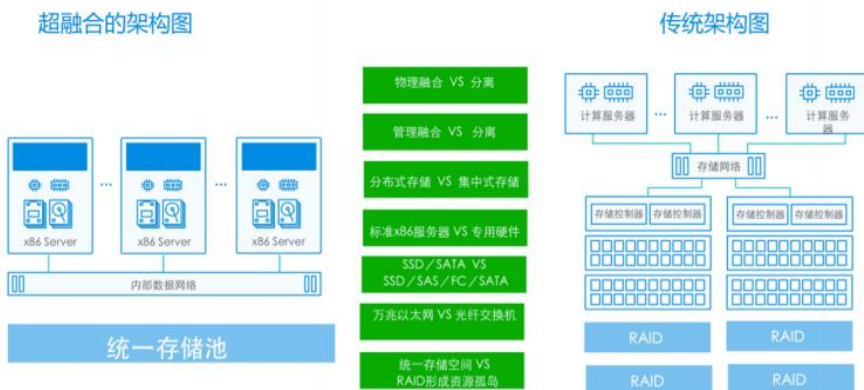 超融合的架构图
x86 Server
...
x86 Server
...
x86 Server
内部数据网络
统一存储池
物理融合 VS 分离
管理融合 VS 分离
分布式存储 VS 集中式存储
标准x86服务器 VS 专用硬件
SSD/SATA VS
SSD/SAS/FC/SATA
万兆以太网 VS 光纤交换机
统一存储空间 VS
RAID形成资源孤岛
传统架构图
计算服务器
...
计算服务器
...
计算服务
器
存储网络
存储控制器 存储控制器
存储控制器 存储控制器
RAID
RAID
RAID
RAID